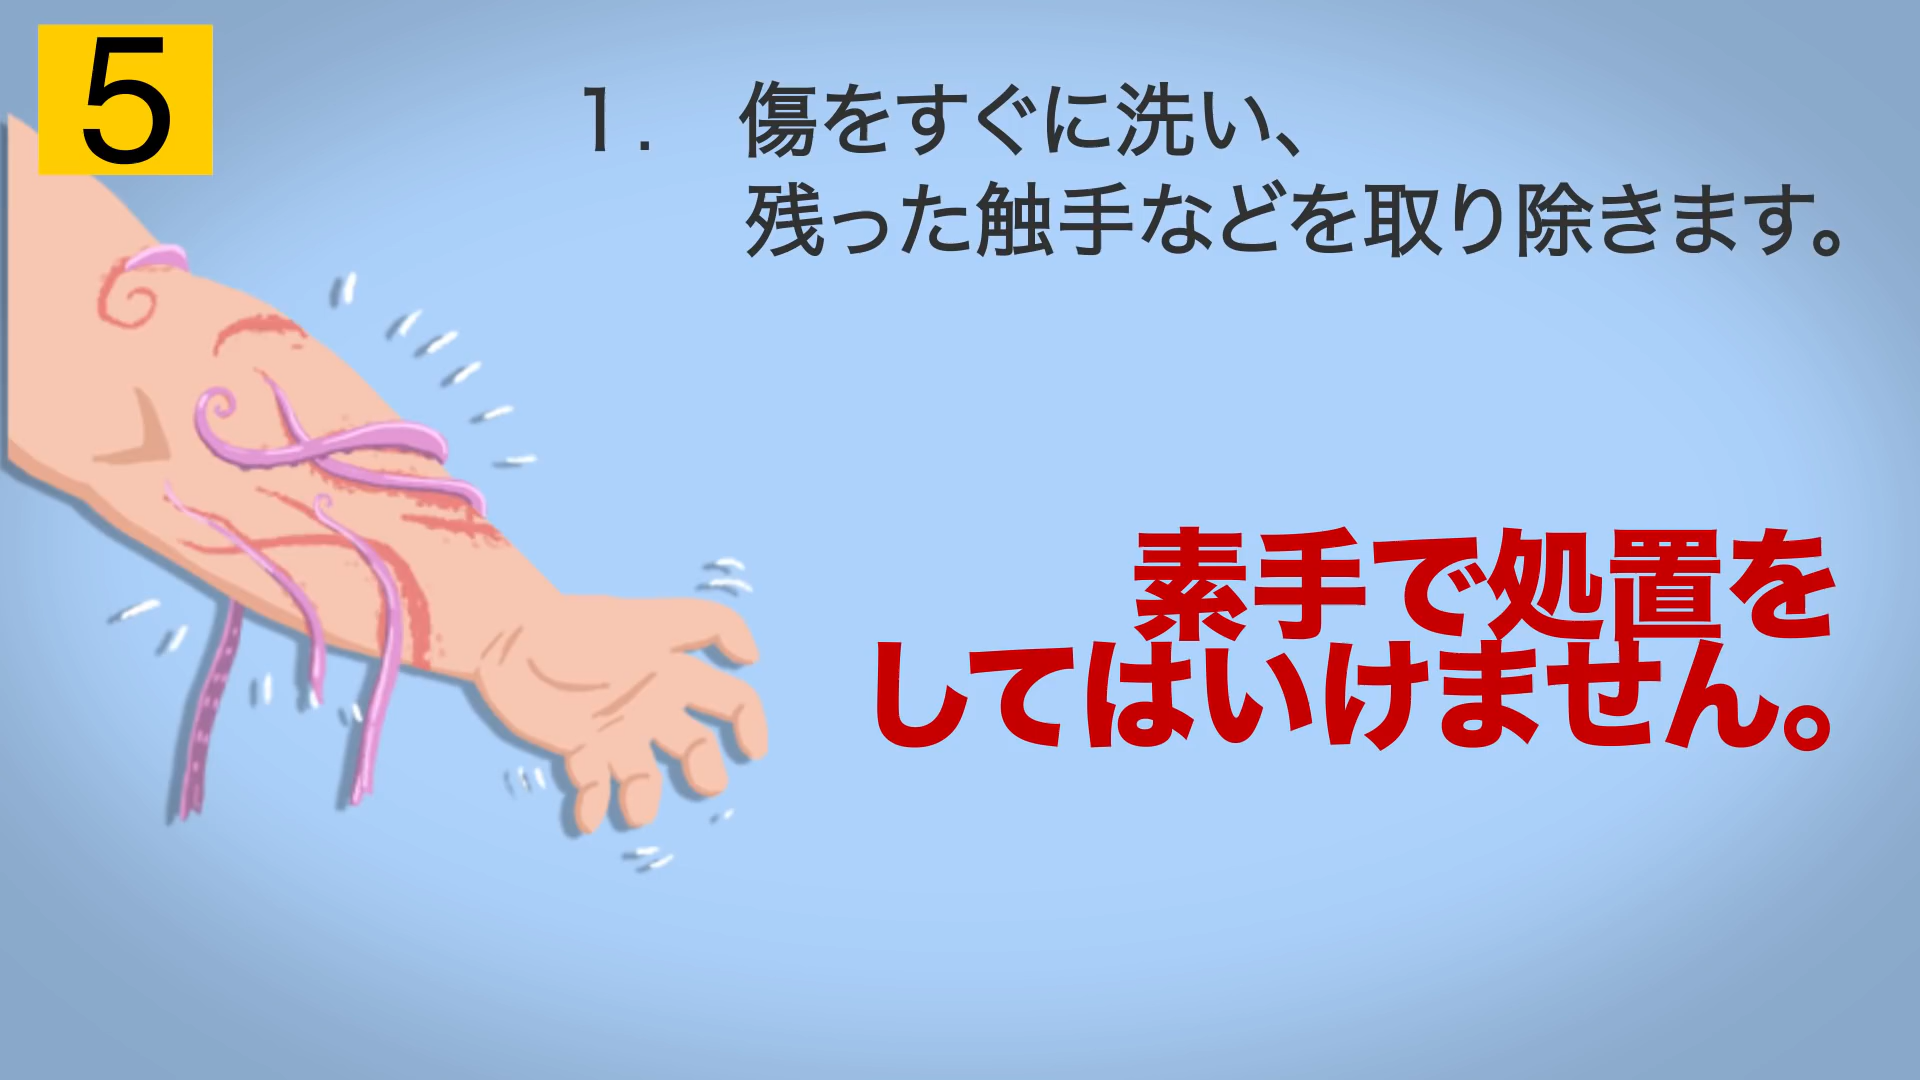 5
１． 傷をすぐに洗い、
残った触手などを取り除きます。
素手で処置を
してはいけません。